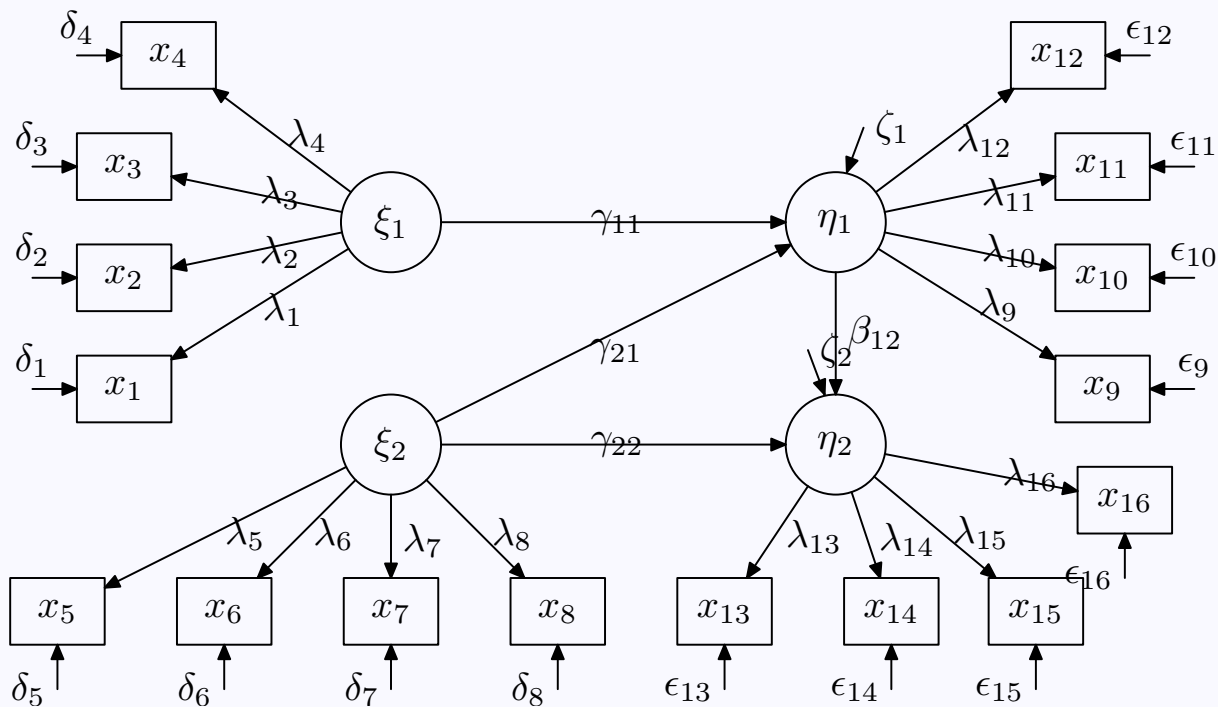 δ₄ x₄ x₁₂ ϵ₁₂
λ₄ ζ₁ λ₁₂
δ₃ x₃ x₁₁ ϵ₁₁
λ₃ λ₁₁
ξ₁ γ₁₁ η₁
δ₂ x₂ λ₂ λ₁₀ x₁₀ ϵ₁₀
λ₁ λ₉
β₁₂
γ₂₁ ζ₂
δ₁ x₁ x₉ ϵ₉
ξ₂ γ₂₂ η₂
λ₁₆ x₁₆
λ₅ λ₆ λ₇ λ₈ λ₁₃ λ₁₄ λ₁₅
ϵ₁₆
x₅ x₆ x₇ x₈ x₁₃ x₁₄ x₁₅
δ₅ δ₆ δ₇ δ₈ ϵ₁₃ ϵ₁₄ ϵ₁₅